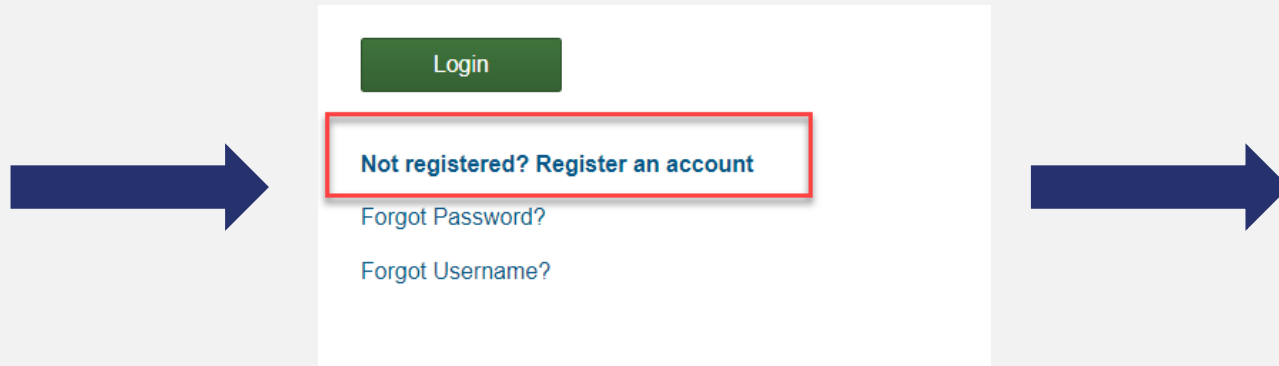 Login
Not registered? Register an account
Forgot Password?
Forgot Username?